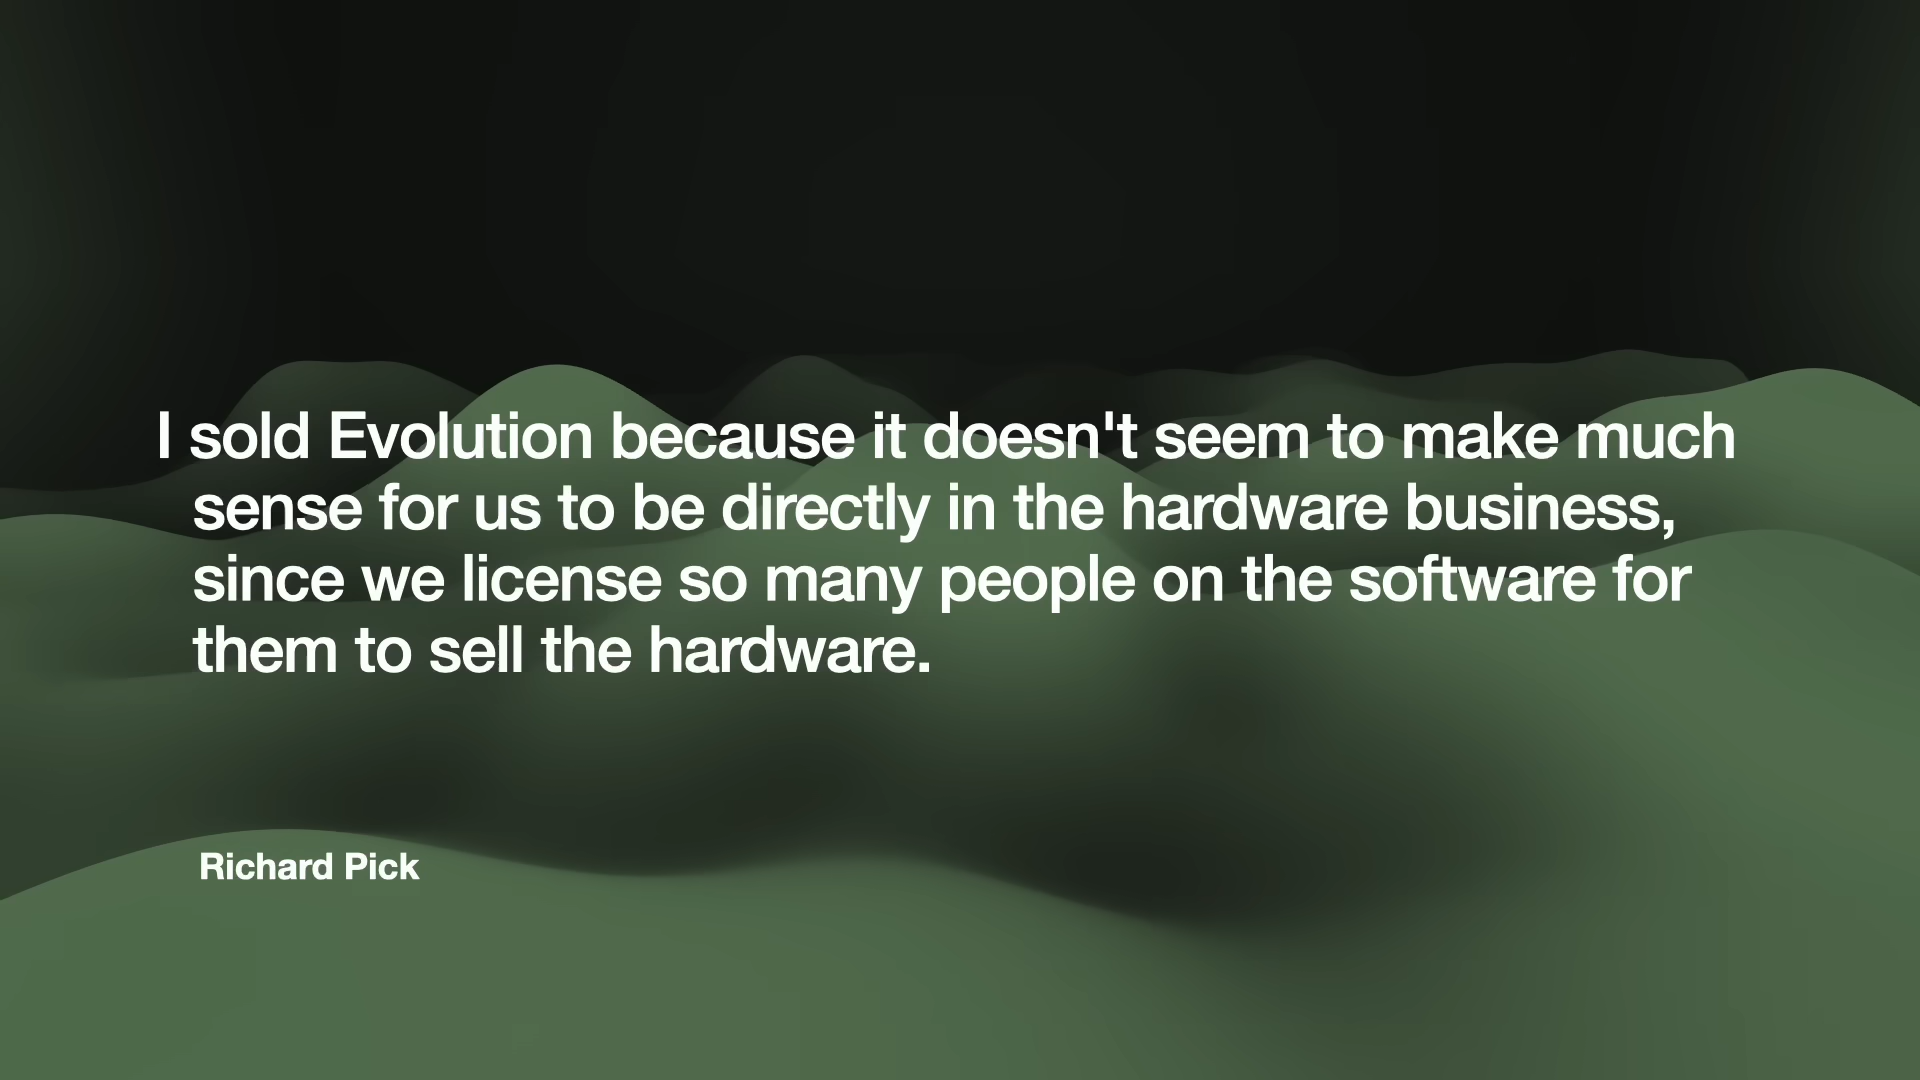 I sold Evolution because it doesn't seem to make much
sense for us to be directly in the hardware business,
since we license so many people on the software for
them to sell the hardware.
Richard Pick